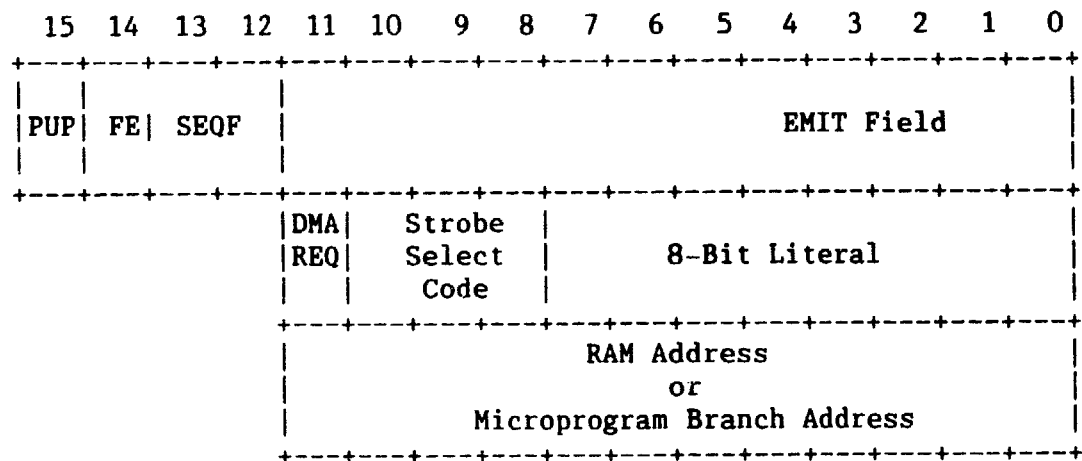 15 14 13 12 11 10 9 8 7 6 5 4 3 2 1 0
PUP FE SEQF EMIT Field
DMA Strobe
REQ Select 8-Bit Literal
Code
RAM Address
or
Microprogram Branch Address